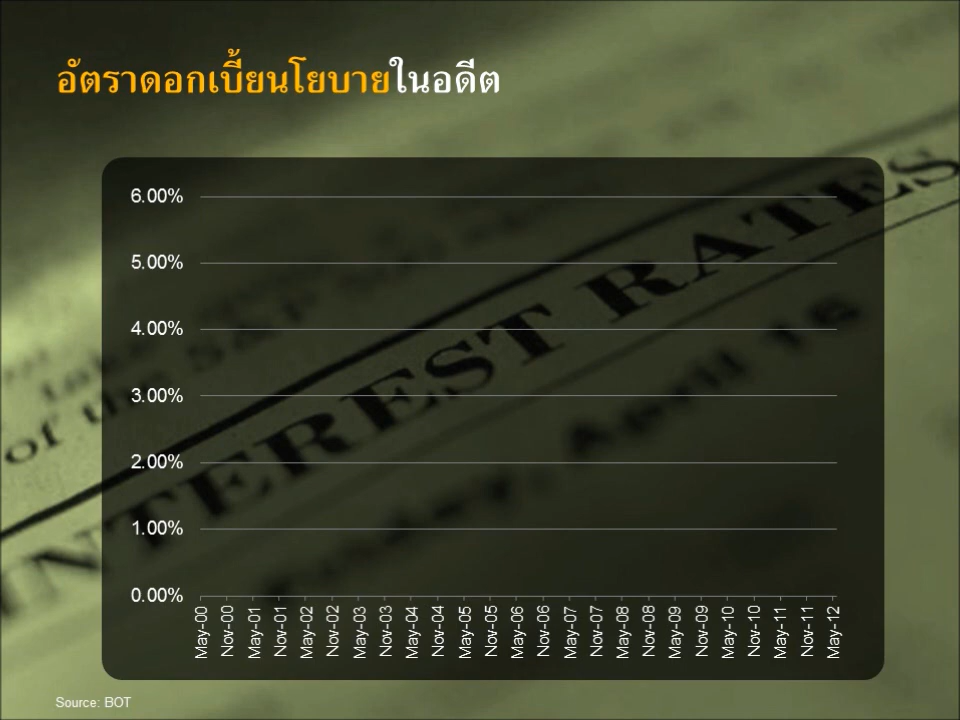 อัตราดอกเบี้ยนโยบายในอดีต
6.00%
5.00%
4.00%
3.00%
2.00%
1.00%
0.00%
May-00 Nov-00 May-01 Nov-01 May-02 Nov-02 May-03 Nov-03 May-04 Nov-04 May-05 Nov-05 May-06 Nov-06 May-07 Nov-07 May-08 Nov-08 May-09 Nov-09 May-10 Nov-10 May-11 Nov-11 May-12
INTEREST RATES
of the S&P
April 16
Source: BOT